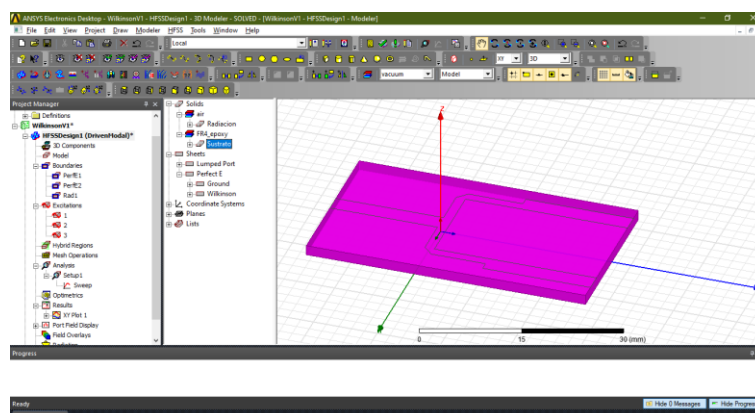 ANSYS Electronics Desktop - WilkinsonV1 - HFSSDesign1 - 3D Modeler - SOLVED - [WilkinsonV1 - HFSSDesign1 - Modeler]
File Edit View Project Draw Modeler HFSS Tools Window Help
Local
XY
3D
vacuum
Model
Project Manager
Definitions
WilkinsonV1*
HFSSDesign1 (DrivenModal)*
3D Components
Model
Boundaries
PerfE1
PerfE2
Rad1
Excitations
1
2
3
Hybrid Regions
Mesh Operations
Analysis
Setup1
Sweep
Optimetrics
Results
XY Plot 1
Port Field Display
Field Overlays
Solids
air
Radiacion
FR4_epoxy
Sustrato
Sheets
Lumped Port
Perfect E
Ground
Wilkinson
Coordinate Systems
Planes
Lists
Z
0 15 30 (mm)
Progress
Ready
Hide 0 Messages Hide Progress